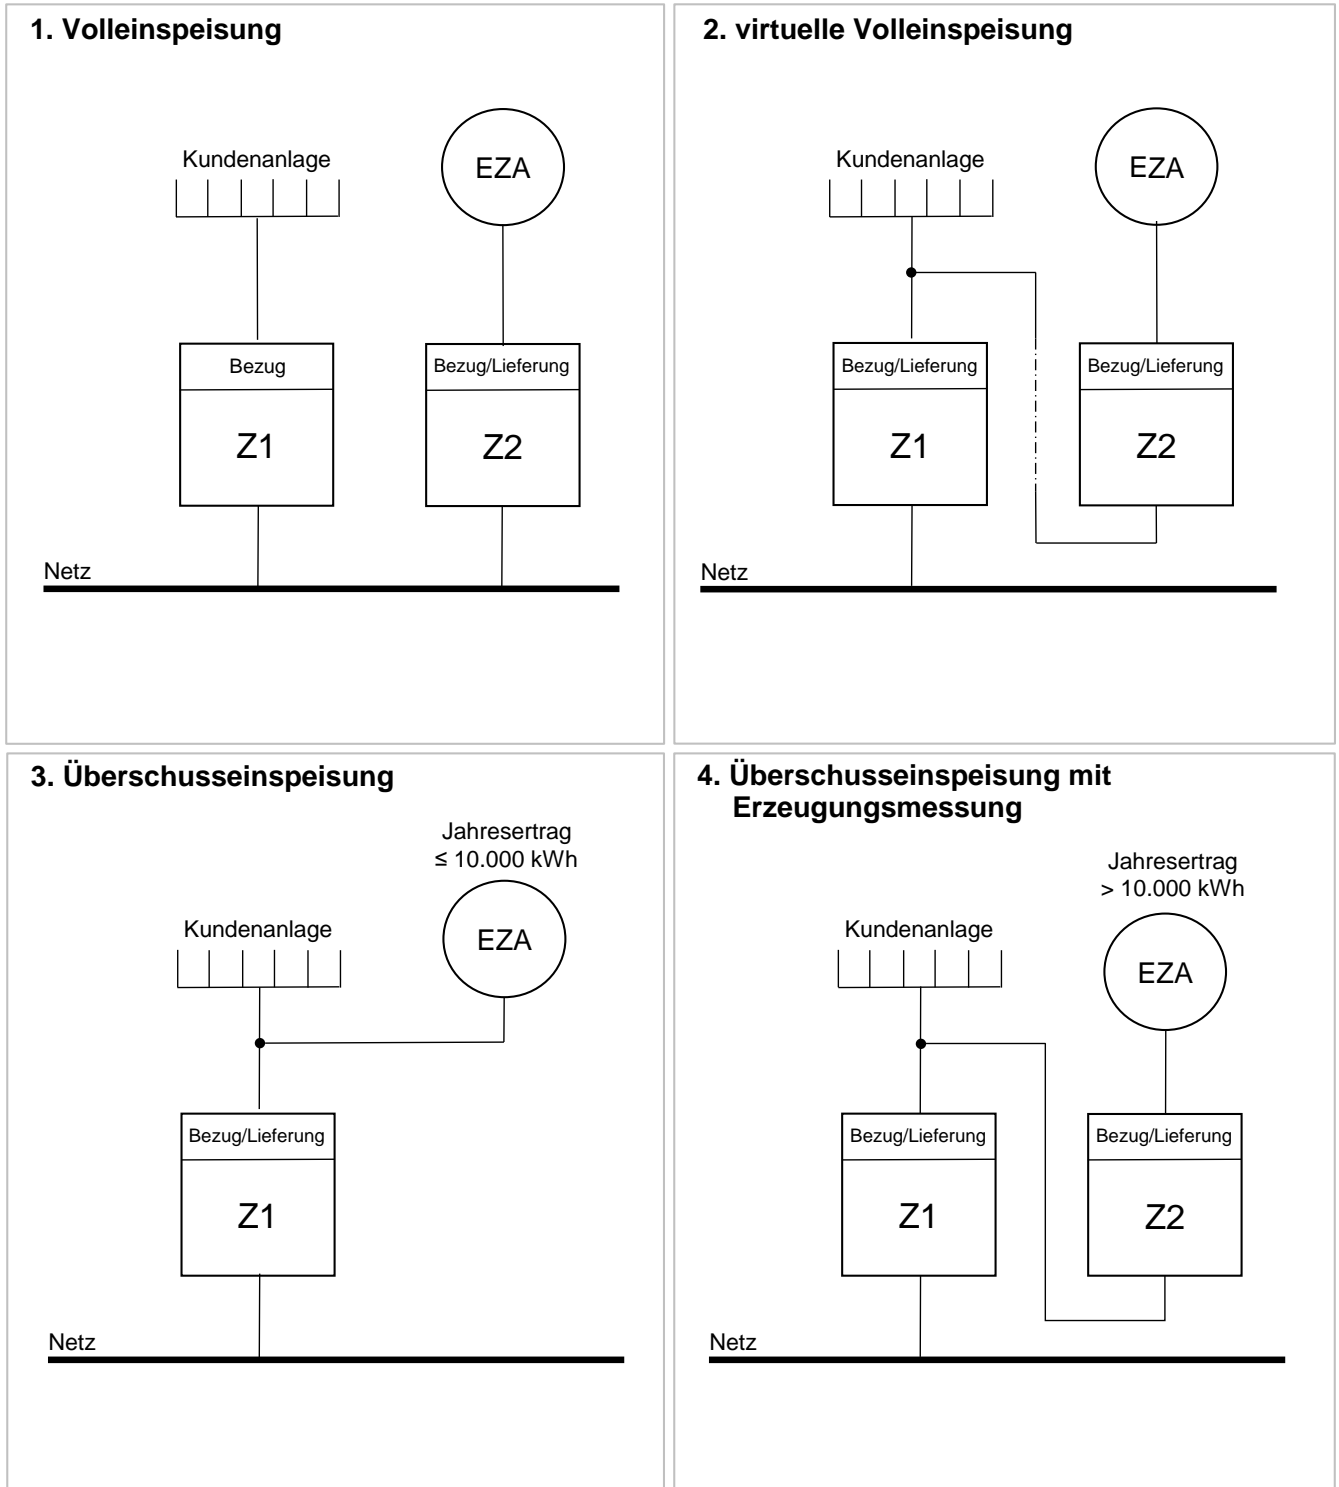 1. Volleinspeisung
Kundenanlage
EZA
Bezug
Bezug/Lieferung
Z1
Z2
Netz
2. virtuelle Volleinspeisung
Kundenanlage
EZA
Bezug/Lieferung
Bezug/Lieferung
Z1
Z2
Netz
3. Überschusseinspeisung
Jahresertrag
≤ 10.000 kWh
Kundenanlage
EZA
Bezug/Lieferung
Z1
Netz
4. Überschusseinspeisung mit
Erzeugungsmessung
Jahresertrag
> 10.000 kWh
Kundenanlage
EZA
Bezug/Lieferung
Bezug/Lieferung
Z1
Z2
Netz